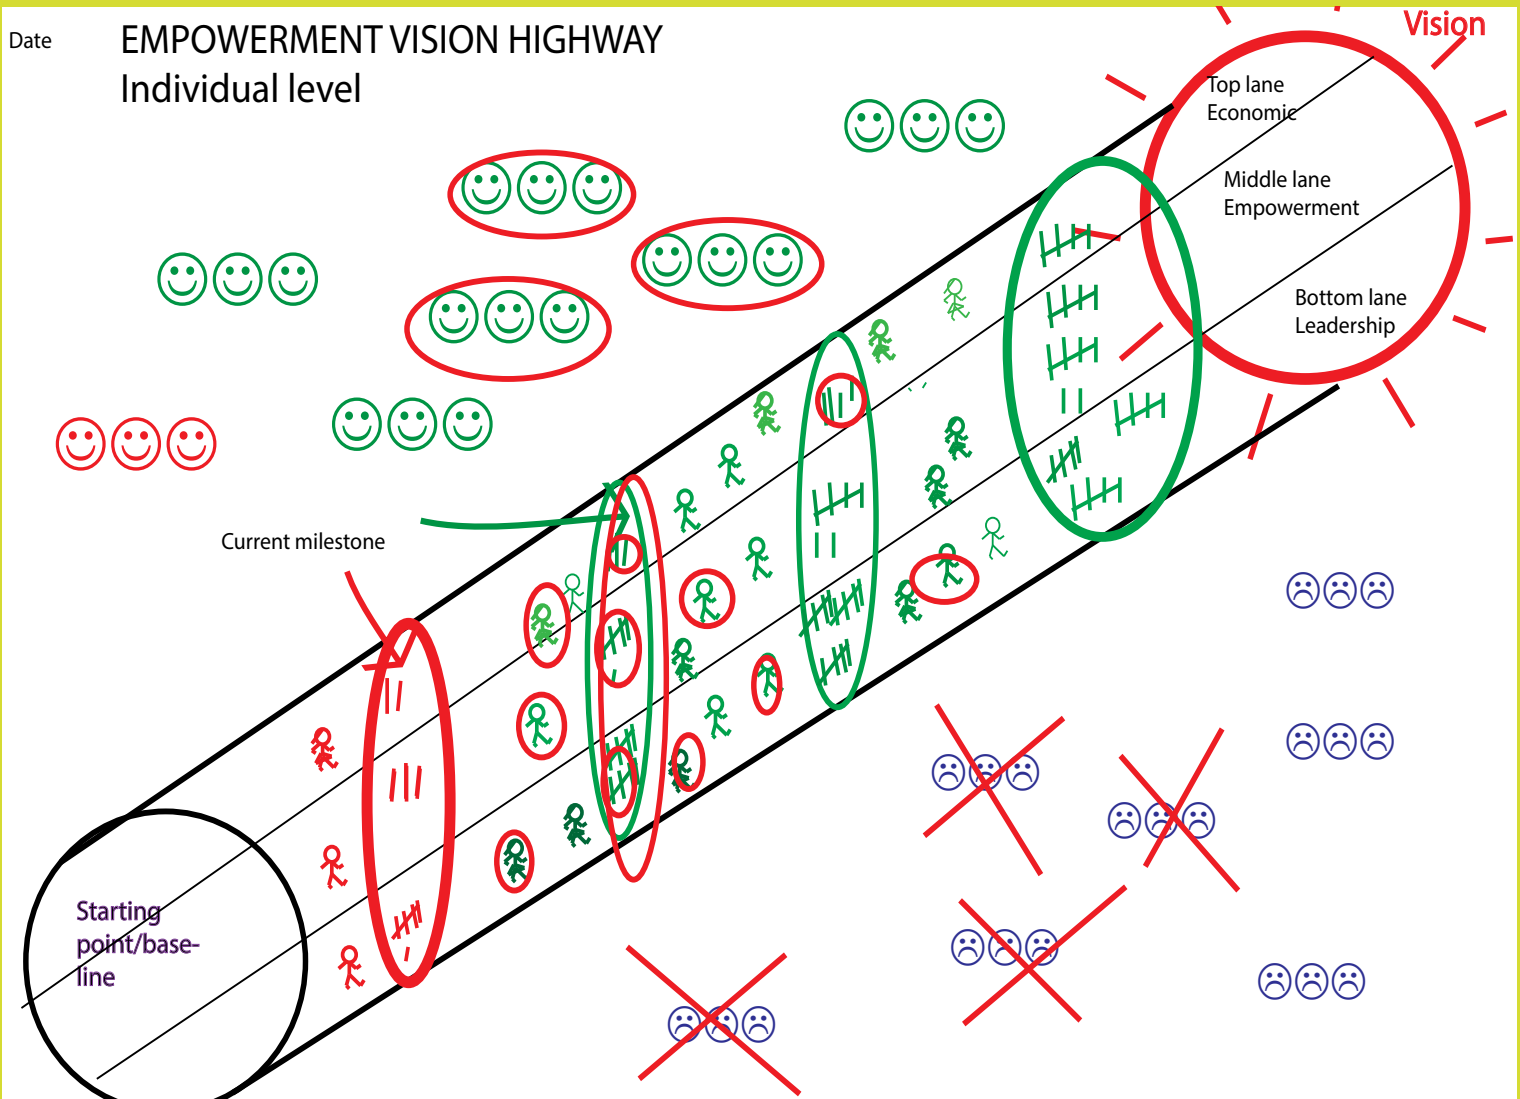 Date
EMPOWERMENT VISION HIGHWAY
Individual level
Vision
Top lane
Economic
Middle lane
Empowerment
Bottom lane
Leadership
Current milestone
Starting
point/base-
line